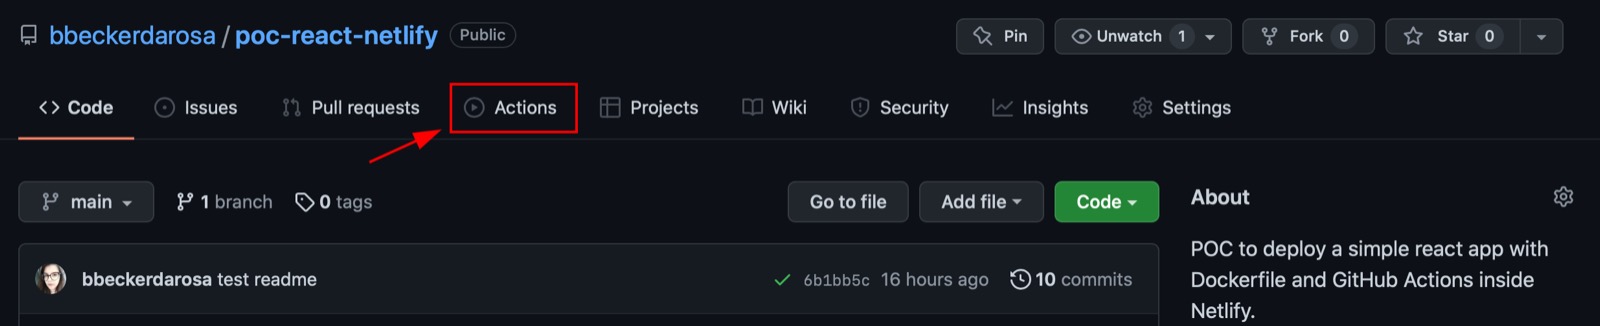 bbeckerdarosa / poc-react-netlify Public Pin Unwatch 1 Fork 0 Star 0
<> Code Issues Pull requests Actions Projects Wiki Security Insights Settings
main 1 branch 0 tags Go to file Add file Code
bbeckerdarosa test readme 6b1bb5c 16 hours ago 10 commits
About
POC to deploy a simple react app with
Dockerfile and GitHub Actions inside
Netlify.